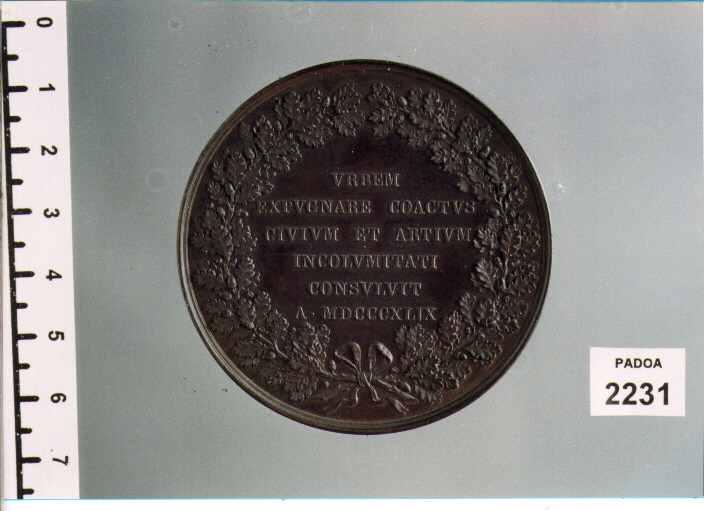 VRBEM
EXPVGNARE COACTVS
CIVIVM ET ARTIVM
INCOLVMITATI
CONSVLVIT
A · MDCCCXLIX
PADOA
2231
0
1
2
3
4
5
6
7